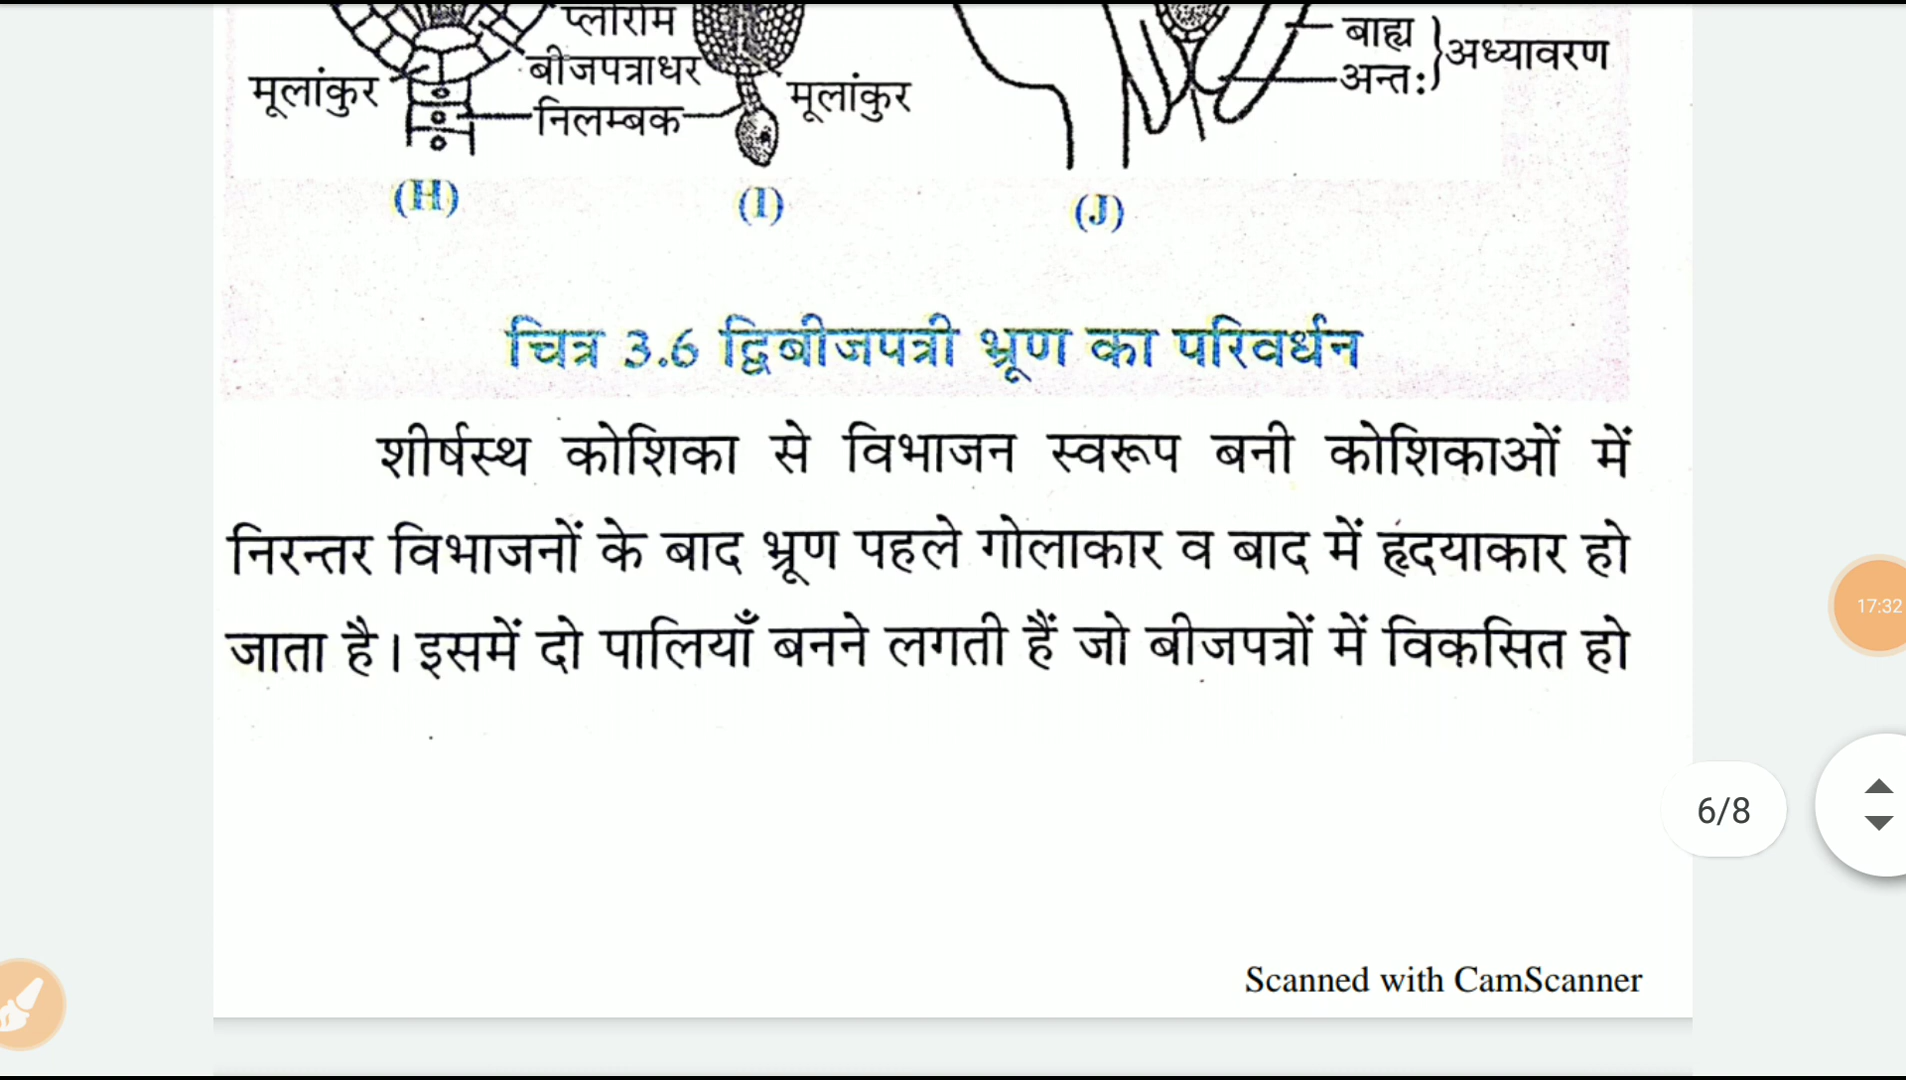 प्लोरोम
बाह्य
अध्यावरण
बीजपत्राधर
अन्तः
मूलांकुर
मूलांकुर
निलम्बक
(H)
(I)
(J)
चित्र 3.6 द्विबीजपत्री भ्रूण का परिवर्धन
शीर्षस्थ कोशिका से विभाजन स्वरूप बनी कोशिकाओं में
निरन्तर विभाजनों के बाद भ्रूण पहले गोलाकार व बाद में हृदयाकार हो
जाता है। इसमें दो पालियाँ बनने लगती हैं जो बीजपत्रों में विकसित हो
17:32
6/8
Scanned with CamScanner